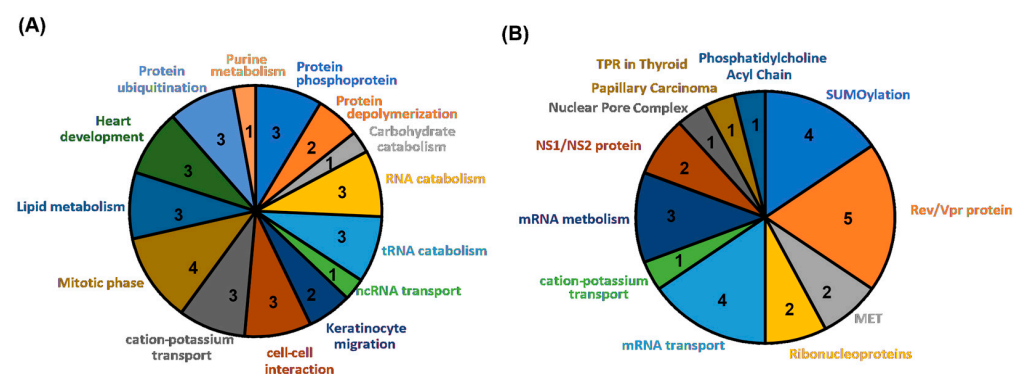 (A)
(B)
Purine
metabolism
Protein
phosphoprotein
Protein
depolymerization
Carbohydrate
catabolism
RNA catabolism
tRNA catabolism
ncRNA transport
Keratinocyte
migration
cell-cell
interaction
cation-potassium
transport
Mitotic phase
Lipid metabolism
Heart
development
Protein
ubiquitination
1
3
2
1
3
3
1
2
3
3
4
3
3
3
Phosphatidylcholine
Acyl Chain
SUMOylation
Rev/Vpr protein
MET
Ribonucleoproteins
mRNA transport
cation-potassium
transport
mRNA metbolism
NS1/NS2 protein
Nuclear Pore Complex
TPR in Thyroid
Papillary Carcinoma
1
4
5
2
2
4
1
3
2
1
1